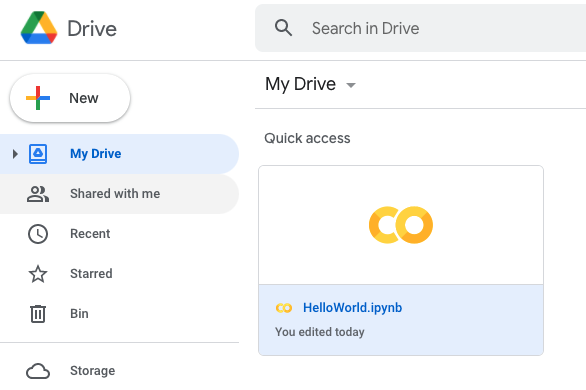 Drive
Search in Drive
New
My Drive
Quick access
My Drive
Shared with me
Recent
Starred
Bin
HelloWorld.ipynb
You edited today
Storage